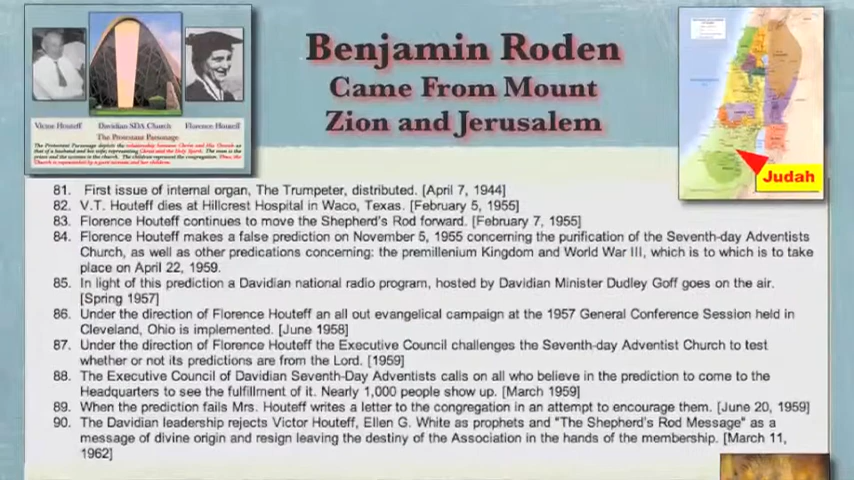 Benjamin Roden
Came From Mount
Zion and Jerusalem
Victor Houteff
Davidian SDA Church
Florence Houteff
The Protestant Parsonage
Judah
81. First issue of internal organ, The Trumpeter, distributed. [April 7, 1944]
82. V.T. Houteff dies at Hillcrest Hospital in Waco, Texas. [February 5, 1955]
83. Florence Houteff continues to move the Shepherd's Rod forward. [February 7, 1955]
84. Florence Houteff makes a false prediction on November 5, 1955 concerning the purification of the Seventh-day Adventists
Church, as well as other predications concerning: the premillenium Kingdom and World War III, which is to which is to take
place on April 22, 1959.
85. In light of this prediction a Davidian national radio program, hosted by Davidian Minister Dudley Goff goes on the air.
[Spring 1957]
86. Under the direction of Florence Houteff an all out evangelical campaign at the 1957 General Conference Session held in
Cleveland, Ohio is implemented. [June 1958]
87. Under the direction of Florence Houteff the Executive Council challenges the Seventh-day Adventist Church to test
whether or not its predictions are from the Lord. [1959]
88. The Executive Council of Davidian Seventh-Day Adventists calls on all who believe in the prediction to come to the
Headquarters to see the fulfillment of it. Nearly 1,000 people show up. [March 1959]
89. When the prediction fails Mrs. Houteff writes a letter to the congregation in an attempt to encourage them. [June 20, 1959]
90. The Davidian leadership rejects Victor Houteff, Ellen G. White as prophets and "The Shepherd's Rod Message" as a
message of divine origin and resign leaving the destiny of the Association in the hands of the membership. [March 11,
1962]